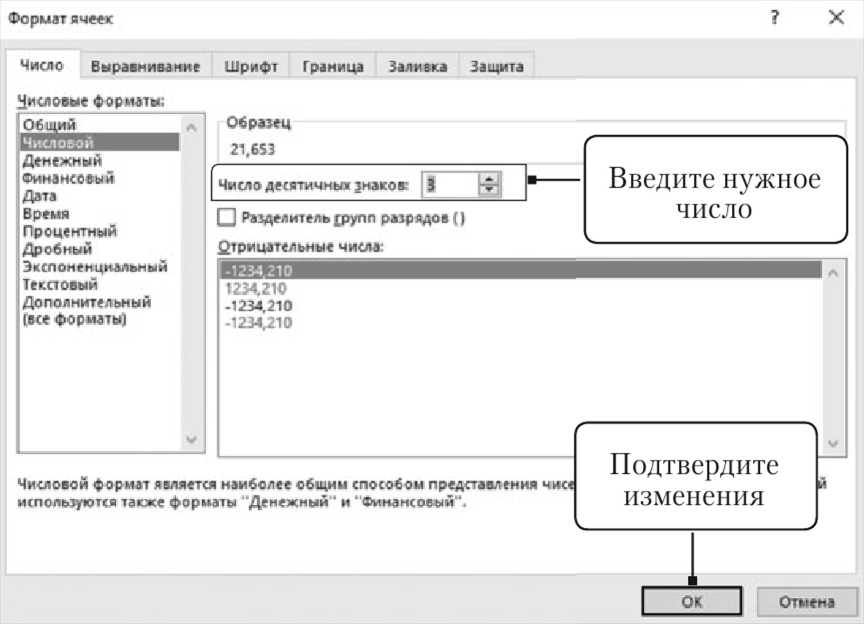 Формат ячеек ? ×
Число Выравнивание Шрифт Граница Заливка Защита
Числовые форматы:
Общий
Числовой
Денежный
Финансовый
Дата
Время
Процентный
Дробный
Экспоненциальный
Текстовый
Дополнительный
(все форматы)
Образец
21,653
Число десятичных знаков: 3
Разделитель групп разрядов ( )
Отрицательные числа:
-1234,210
1234,210
-1234,210
-1234,210
Введите нужное
число
Числовой формат является наиболее общим способом представления
используются также форматы "Денежный" и "Финансовый".
Подтвердите
изменения
ОК Отмена